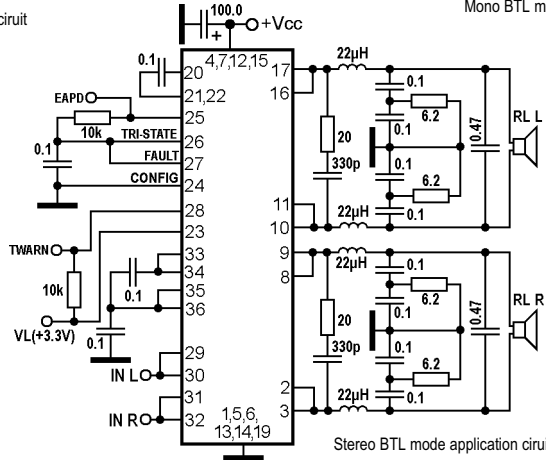 ciruit
Mono BTL m
100.0
+
+Vcc
4,7,12,15
0.1
20
21,22
EAPD
25
10k
TRI-STATE
26
0.1
FAULT
27
CONFIG
24
28
TWARN
23
33
34
10k
0.1
35
36
VL(+3.3V)
0.1
29
IN L
30
31
IN R
32
1,5,6,
13,14,19
17
22µH
16
0.1
6.2
0.1
20
330p
0.1
6.2
0.1
0.47
RL L
11
10
22µH
9
22µH
8
0.1
6.2
0.1
20
330p
0.1
6.2
0.1
0.47
RL R
2
3
22µH
Stereo BTL mode application cirui